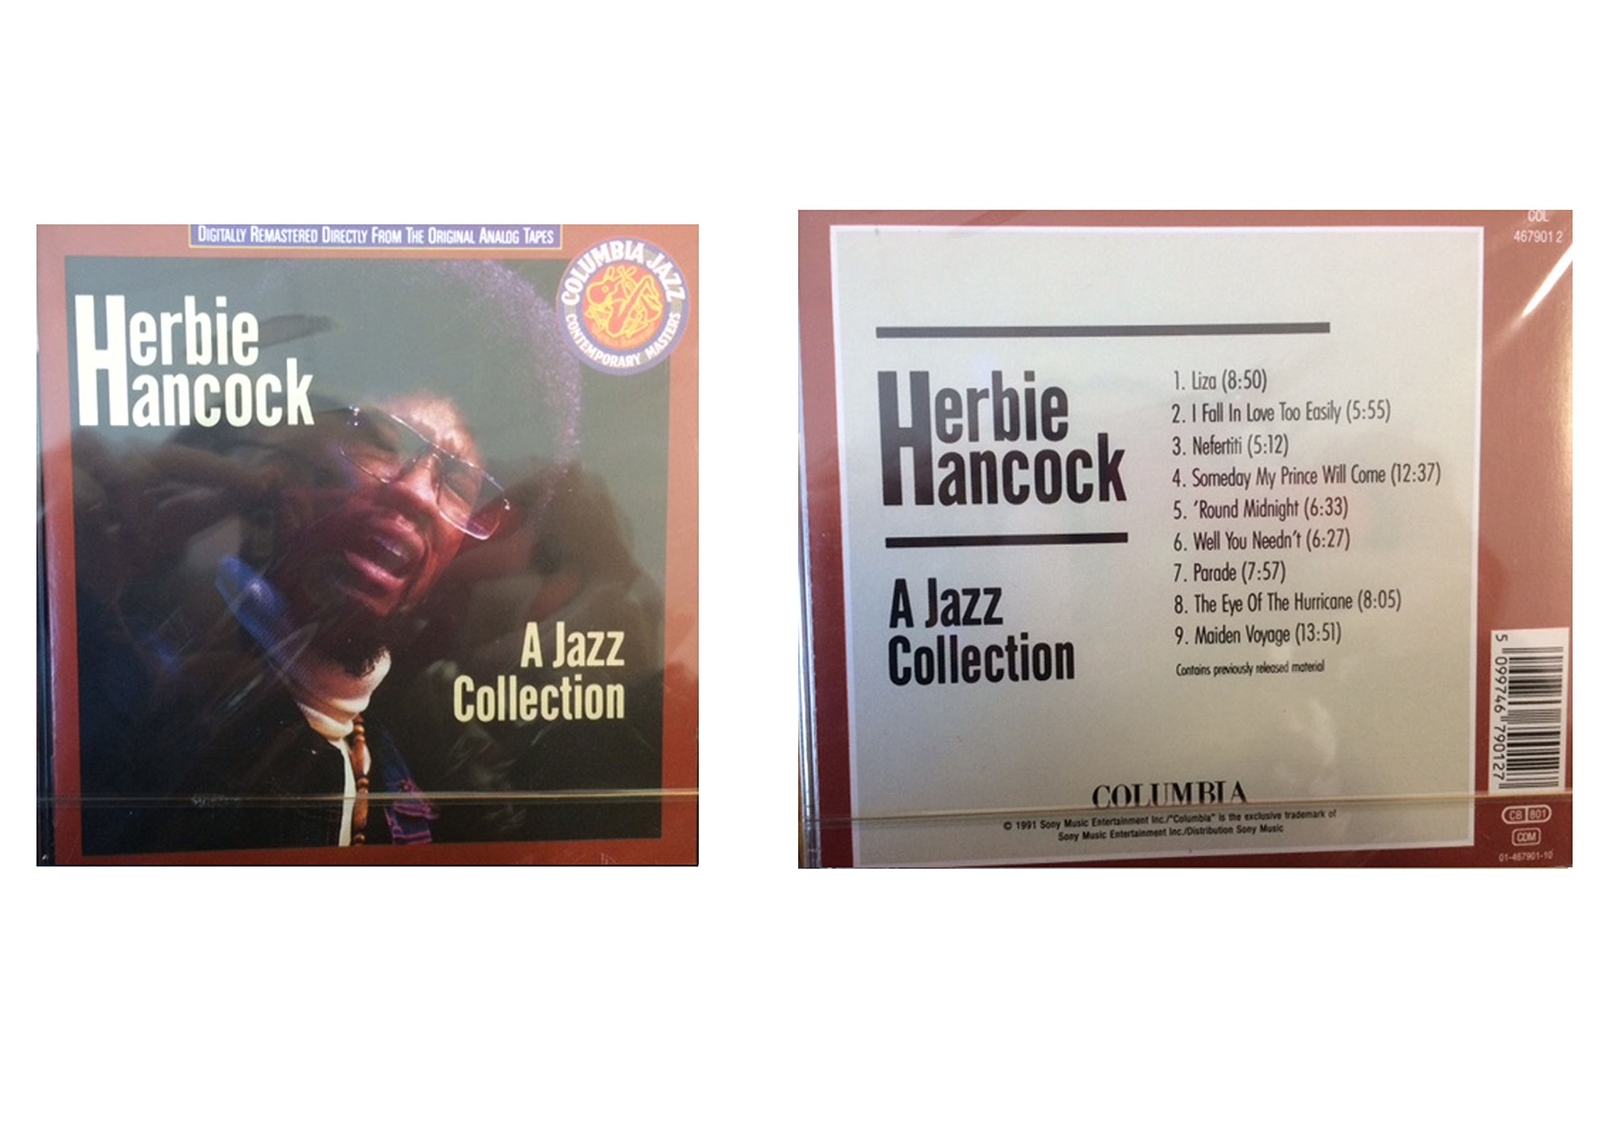 DIGITALLY REMASTERED DIRECTLY FROM THE ORIGINAL ANALOG TAPES
COLUMBIA JAZZ
CONTEMPORARY MASTERS
Herbie
Hancock
A Jazz
Collection
COL
467901 2
Herbie
Hancock
A Jazz
Collection
1. Liza (8:50)
2. I Fall In Love Too Easily (5:55)
3. Nefertiti (5:12)
4. Someday My Prince Will Come (12:37)
5. 'Round Midnight (6:33)
6. Well You Needn't (6:27)
7. Parade (7:57)
8. The Eye Of The Hurricane (8:05)
9. Maiden Voyage (13:51)
Contains previously released material
COLUMBIA
© 1991 Sony Music Entertainment Inc./"Columbia" is the exclusive trademark of
Sony Music Entertainment Inc./Distribution Sony Music
5 099746 790127
CB 801
CDM
01-467901-10